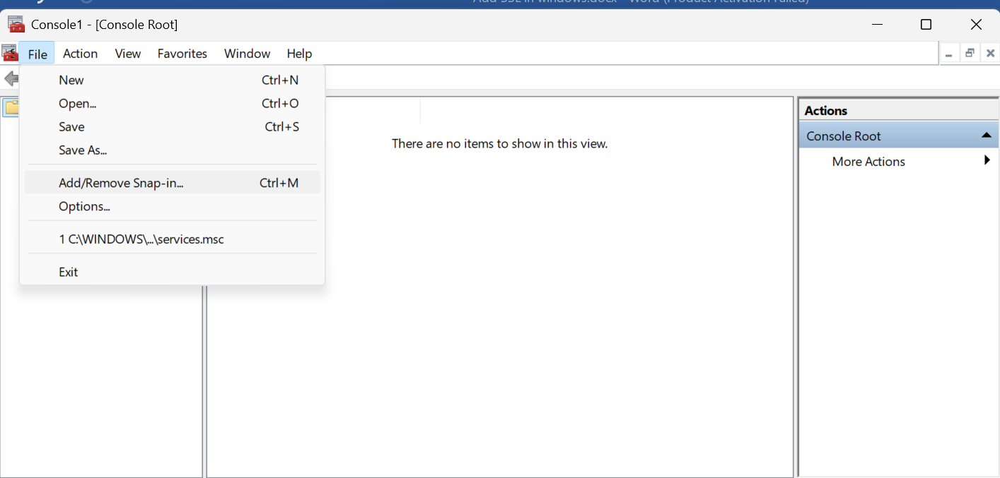 Add SSL in windows.docx - Word (Product Activation Failed)
Console1 - [Console Root]
File Action View Favorites Window Help
New Ctrl+N
Open... Ctrl+O
Save Ctrl+S
Save As...
Add/Remove Snap-in... Ctrl+M
Options...
1 C:\WINDOWS\...\services.msc
Exit
There are no items to show in this view.
Actions
Console Root
More Actions